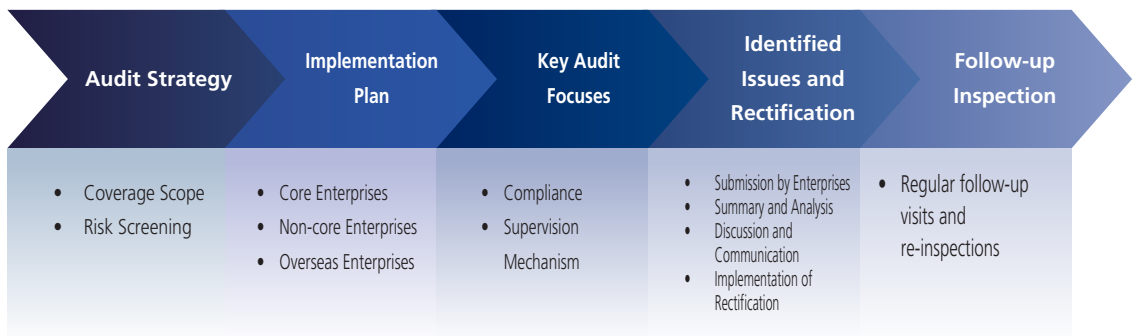 Audit Strategy
Implementation
Plan
Key Audit
Focuses
Identified
Issues and
Rectification
Follow-up
Inspection
• Coverage Scope
• Risk Screening
• Core Enterprises
• Non-core Enterprises
• Overseas Enterprises
• Compliance
• Supervision
Mechanism
• Submission by Enterprises
• Summary and Analysis
• Discussion and
Communication
• Implementation of
Rectification
• Regular follow-up
visits and
re-inspections